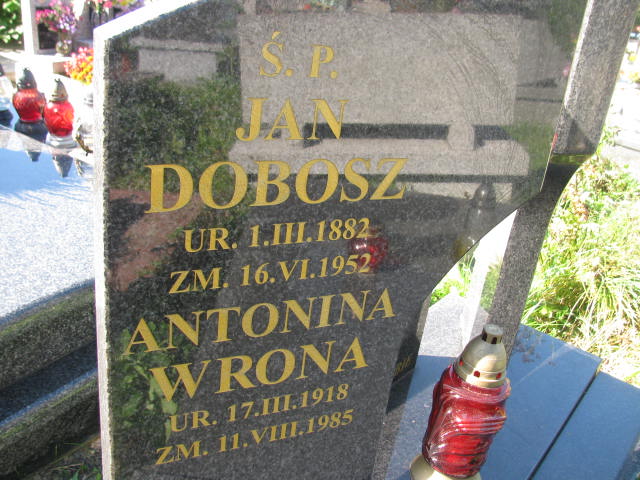 Ś. P.
JAN
DOBOSZ
UR. 1.III.1882
ZM. 16.VI.1952
ANTONINA
WRONA
UR. 17.III.1918
ZM. 11.VIII.1985